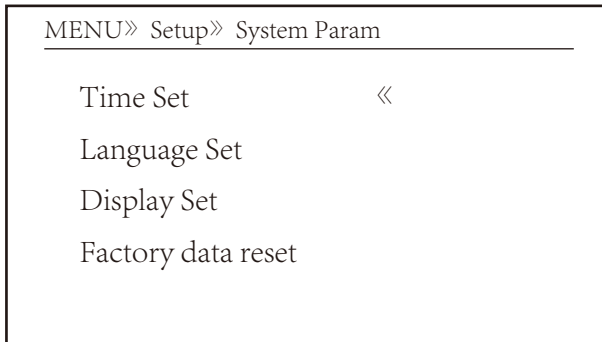 MENU》 Setup》 System Param
Time Set 《
Language Set
Display Set
Factory data reset